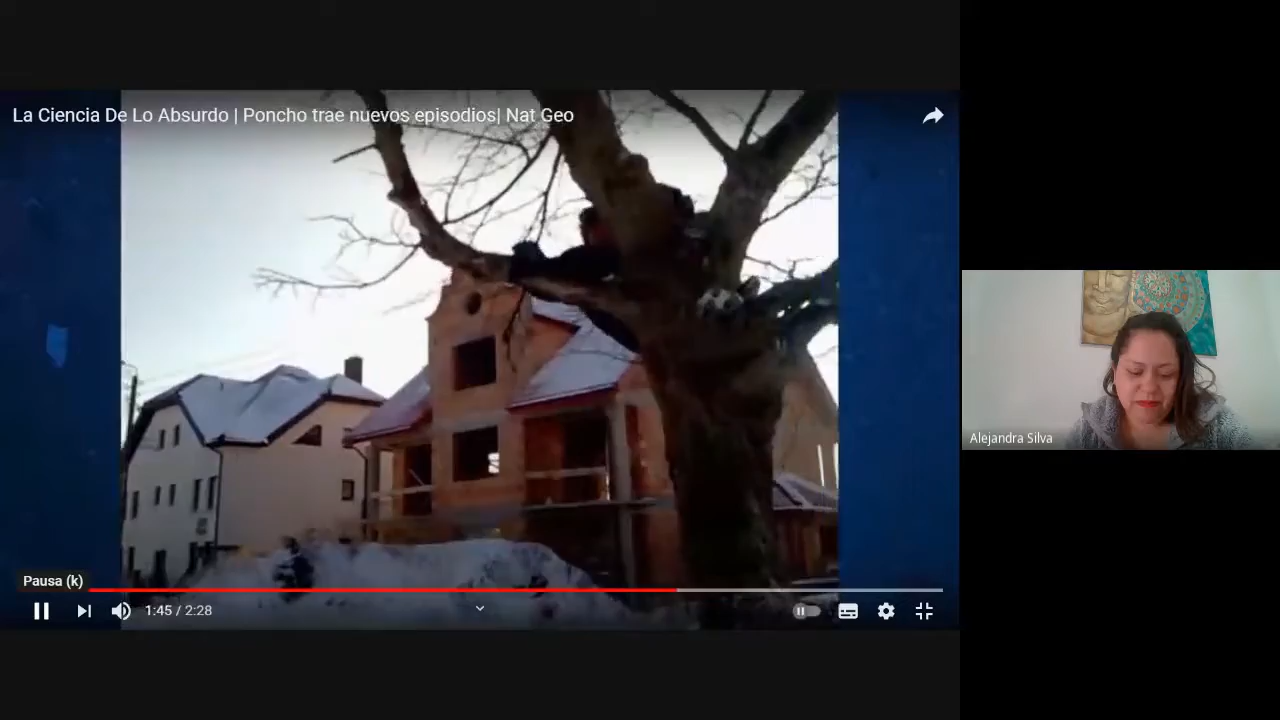 La Ciencia De Lo Absurdo | Poncho trae nuevos episodios| Nat Geo
Alejandra Silva
Pausa (k)
1:45 / 2:28